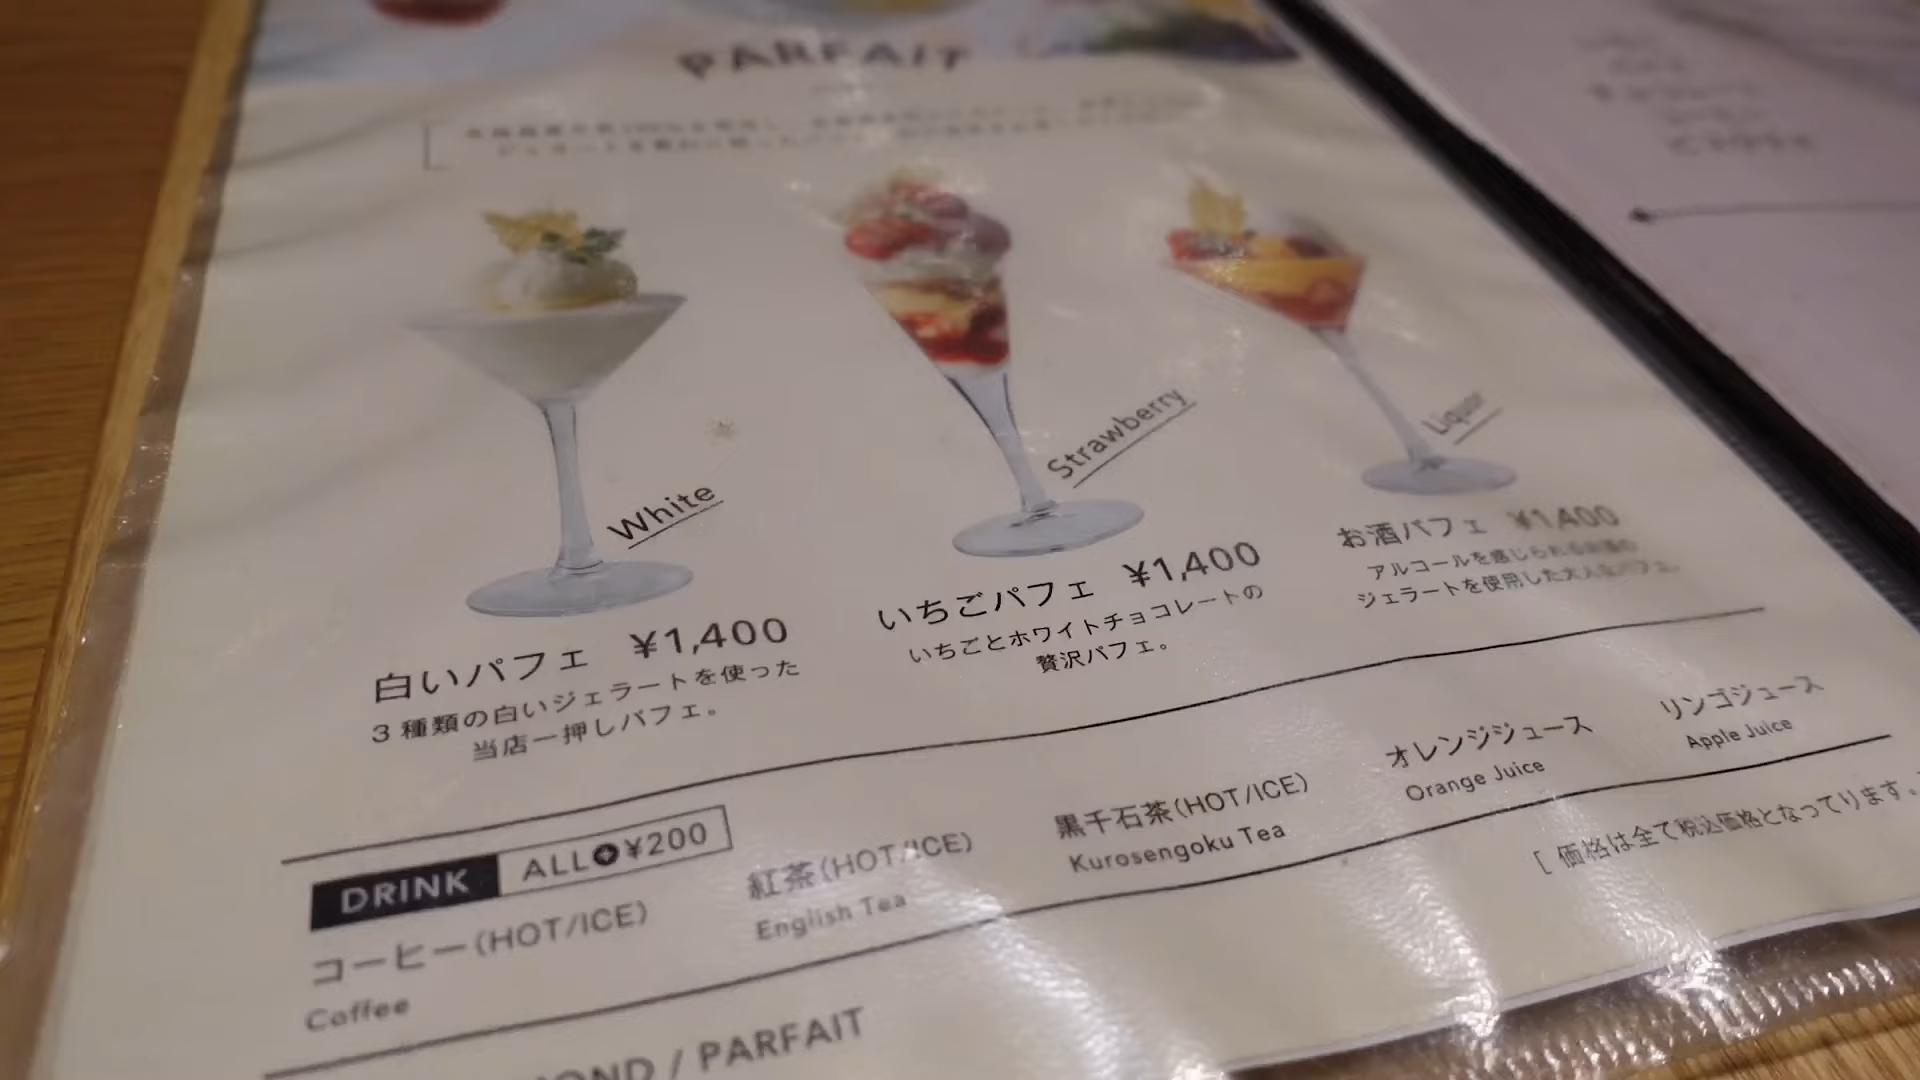 PARFAIT
White
Strawberry
Liquor
白いパフェ ¥1,400
3種類の白いジェラートを使った
当店一押しパフェ。
いちごパフェ ¥1,400
いちごとホワイトチョコレートの
贅沢パフェ。
お酒パフェ ¥1,400
アルコールを感じられるお酒の
ジェラートを使用した大人なパフェ。
DRINK ALL+¥200
コーヒー(HOT/ICE)
Coffee
紅茶(HOT/ICE)
English Tea
黒千石茶(HOT/ICE)
Kurosengoku Tea
オレンジジュース
Orange Juice
リンゴジュース
Apple Juice
[ 価格は全て税込価格となってります。
/ PARFAIT